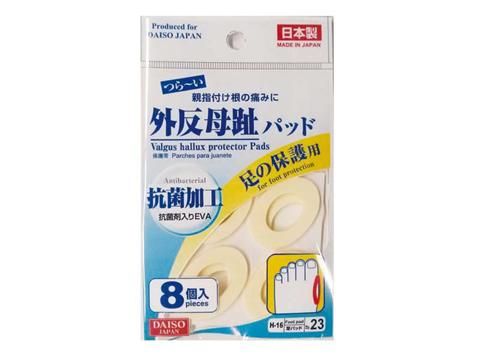 Produced for
DAISO JAPAN
日本製
MADE IN JAPAN
つら〜い
親指付け根の痛みに
外反母趾パッド
Valgus hallux protector Pads
保護帯 Parches para juanete
足の保護用
for foot protection
Antibacterial
抗菌加工
抗菌剤入りEVA
8個入
pieces
DAISO
JAPAN
H-16
Foot pad
足パッド
23